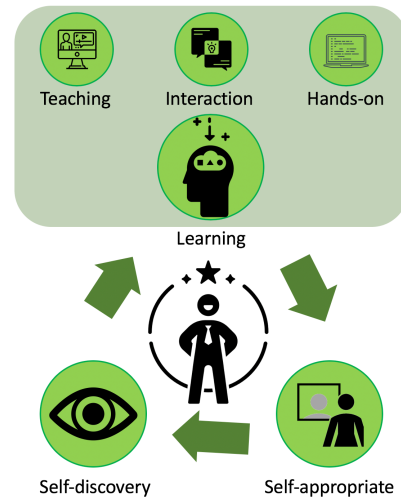 Teaching
Interaction
Hands-on
Learning
Self-discovery
Self-appropriate